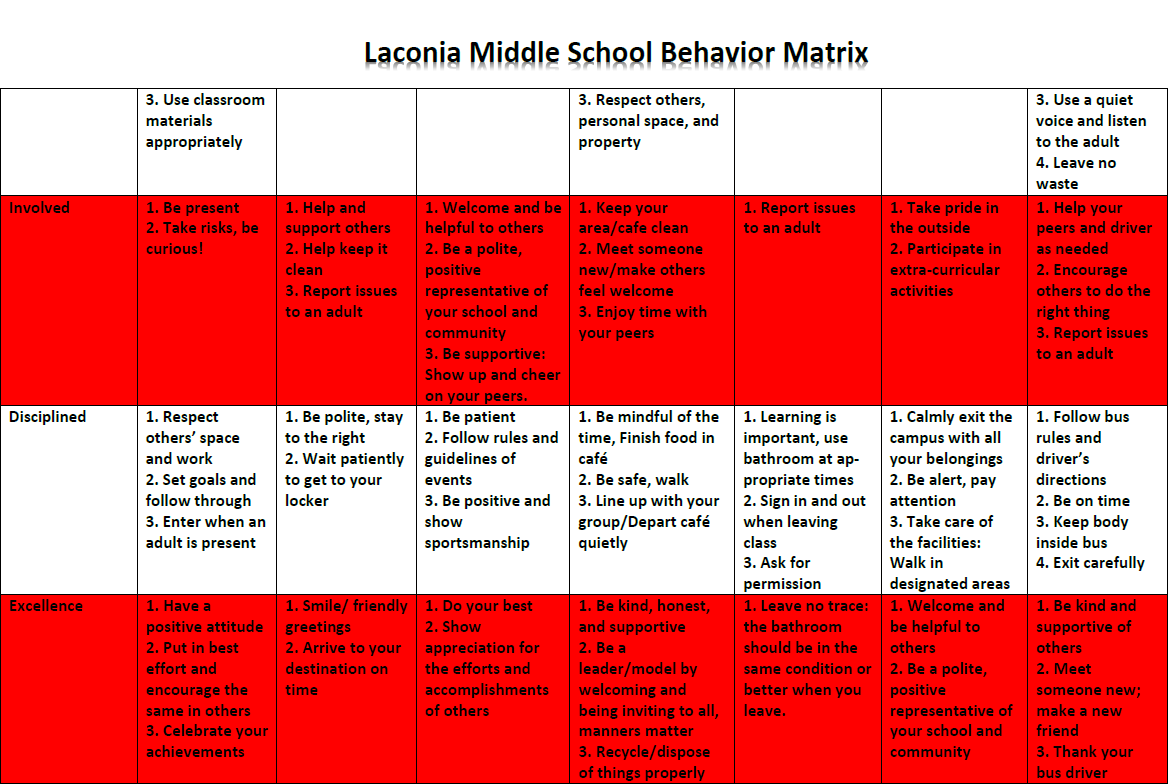 Laconia Middle School Behavior Matrix
3. Use classroom
materials
appropriately
3. Respect others,
personal space, and
property
3. Use a quiet
voice and listen
to the adult
4. Leave no
waste
Involved
1. Be present
2. Take risks, be
curious!
1. Help and
support others
2. Help keep it
clean
3. Report issues
to an adult
1. Welcome and be
helpful to others
2. Be a polite,
positive
representative of
your school and
community
3. Be supportive:
Show up and cheer
on your peers.
1. Keep your
area/cafe clean
2. Meet someone
new/make others
feel welcome
3. Enjoy time with
your peers
1. Report issues
to an adult
1. Take pride in
the outside
2. Participate in
extra-curricular
activities
1. Help your
peers and driver
as needed
2. Encourage
others to do the
right thing
3. Report issues
to an adult
Disciplined
1. Respect
others’ space
and work
2. Set goals and
follow through
3. Enter when an
adult is present
1. Be polite, stay
to the right
2. Wait patiently
to get to your
locker
1. Be patient
2. Follow rules and
guidelines of
events
3. Be positive and
show
sportsmanship
1. Be mindful of the
time, Finish food in
café
2. Be safe, walk
3. Line up with your
group/Depart café
quietly
1. Learning is
important, use
bathroom at ap-
propriate times
2. Sign in and out
when leaving
class
3. Ask for
permission
1. Calmly exit the
campus with all
your belongings
2. Be alert, pay
attention
3. Take care of
the facilities:
Walk in
designated areas
1. Follow bus
rules and
driver’s
directions
2. Be on time
3. Keep body
inside bus
4. Exit carefully
Excellence
1. Have a
positive attitude
2. Put in best
effort and
encourage the
same in others
3. Celebrate your
achievements
1. Smile/ friendly
greetings
2. Arrive to your
destination on
time
1. Do your best
2. Show
appreciation for
the efforts and
accomplishments
of others
1. Be kind, honest,
and supportive
2. Be a
leader/model by
welcoming and
being inviting to all,
manners matter
3. Recycle/dispose
of things properly
1. Leave no trace:
the bathroom
should be in the
same condition or
better when you
leave.
1. Welcome and
be helpful to
others
2. Be a polite,
positive
representative of
your school and
community
1. Be kind and
supportive of
others
2. Meet
someone new;
make a new
friend
3. Thank your
bus driver